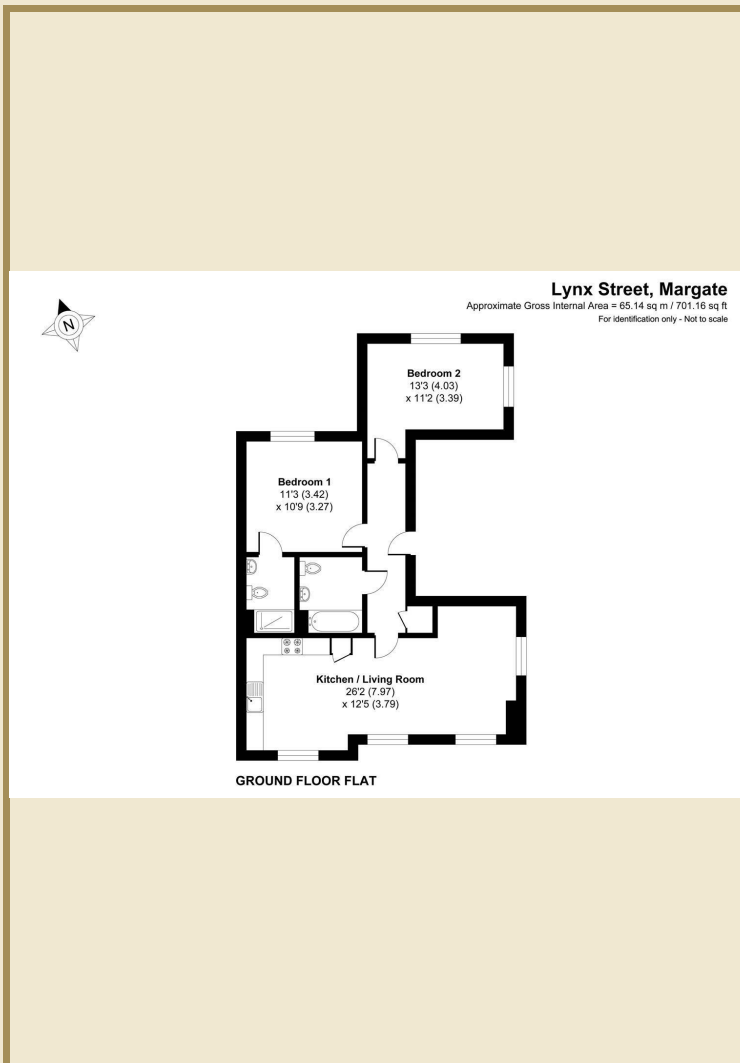 Lynx Street, Margate
Approximate Gross Internal Area = 65.14 sq m / 701.16 sq ft
For identification only - Not to scale
N
Bedroom 2
13'3 (4.03)
x 11'2 (3.39)
Bedroom 1
11'3 (3.42)
x 10'9 (3.27)
Kitchen / Living Room
26'2 (7.97)
x 12'5 (3.79)
GROUND FLOOR FLAT